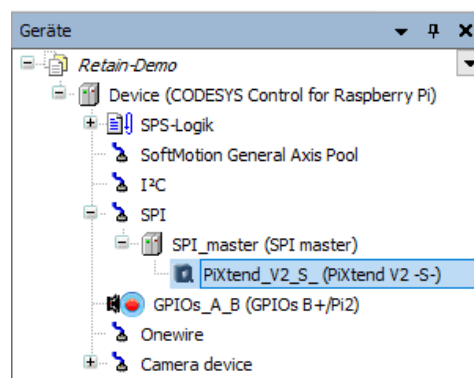 Geräte
Retain-Demo
Device (CODESYS Control for Raspberry Pi)
SPS-Logik
SoftMotion General Axis Pool
I²C
SPI
SPI_master (SPI master)
PiXtend_V2_S_ (PiXtend V2 -S-)
GPIOs_A_B (GPIOs B+/Pi2)
Onewire
Camera device